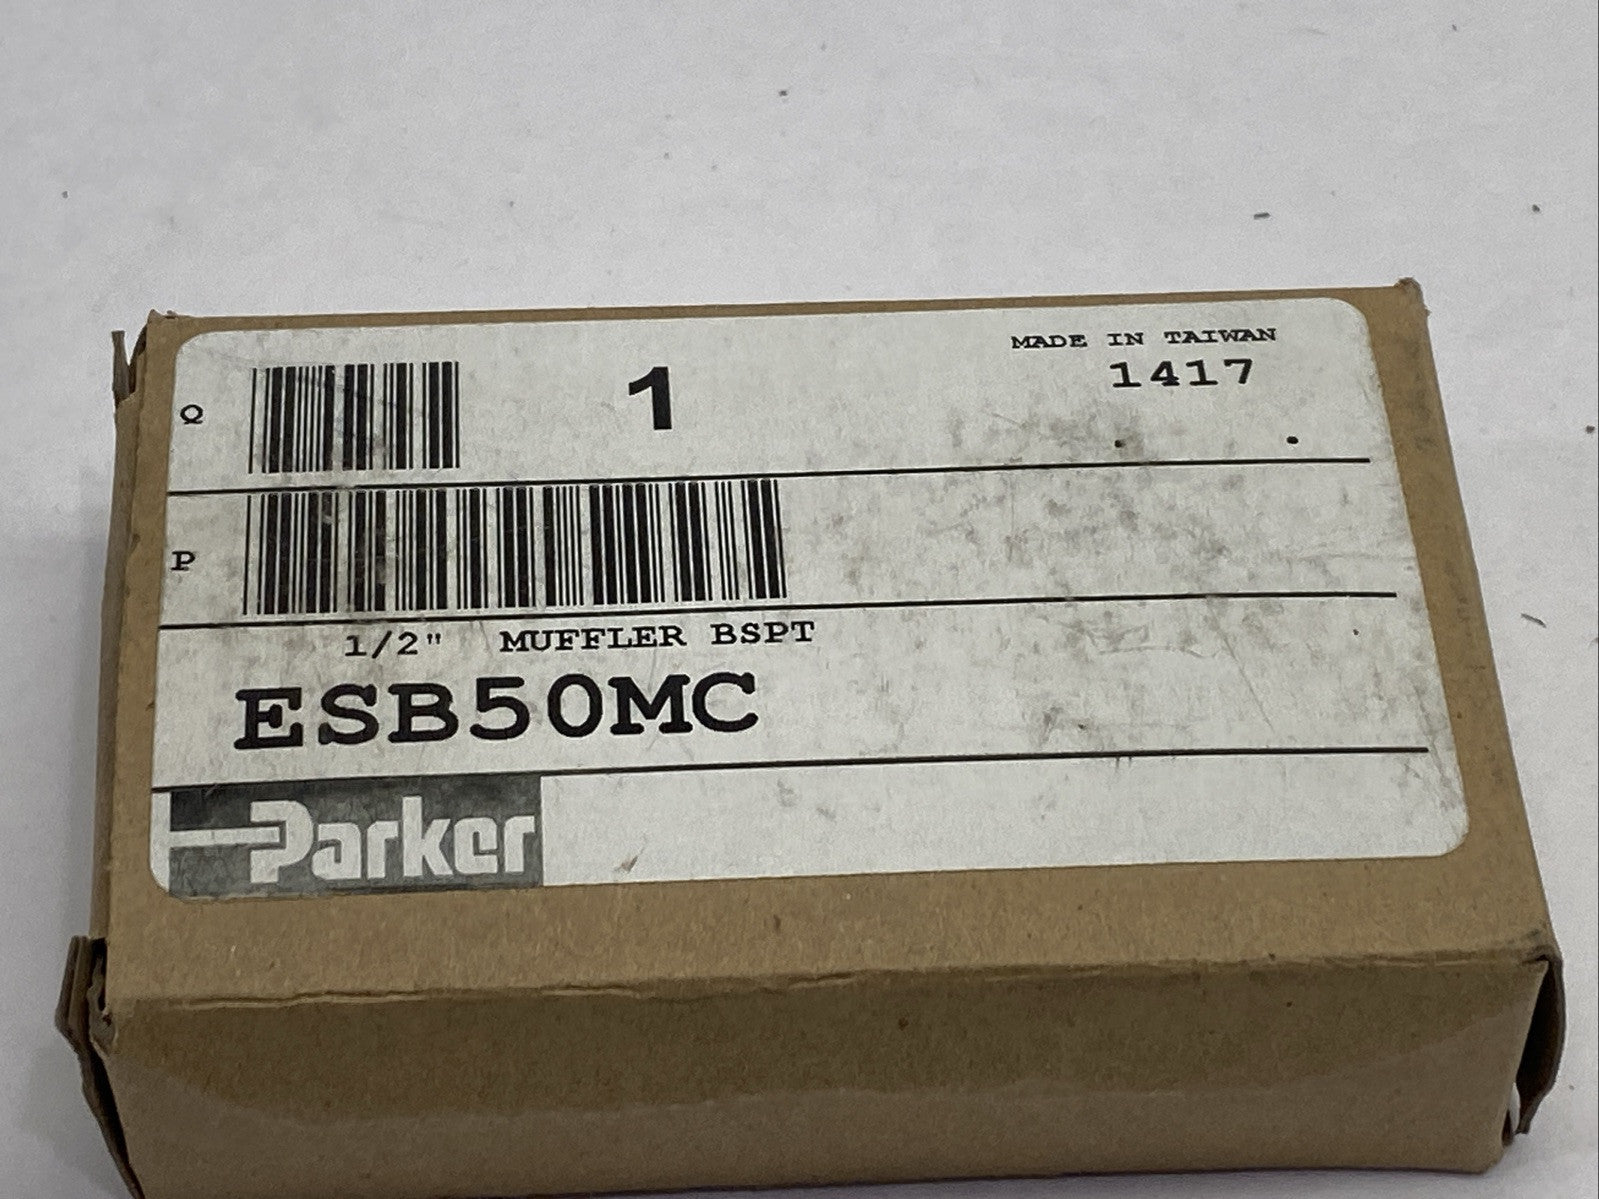 MADE IN TAIWAN
1417
Q 1
P
1/2" MUFFLER BSPT
ESB50MC
Parker